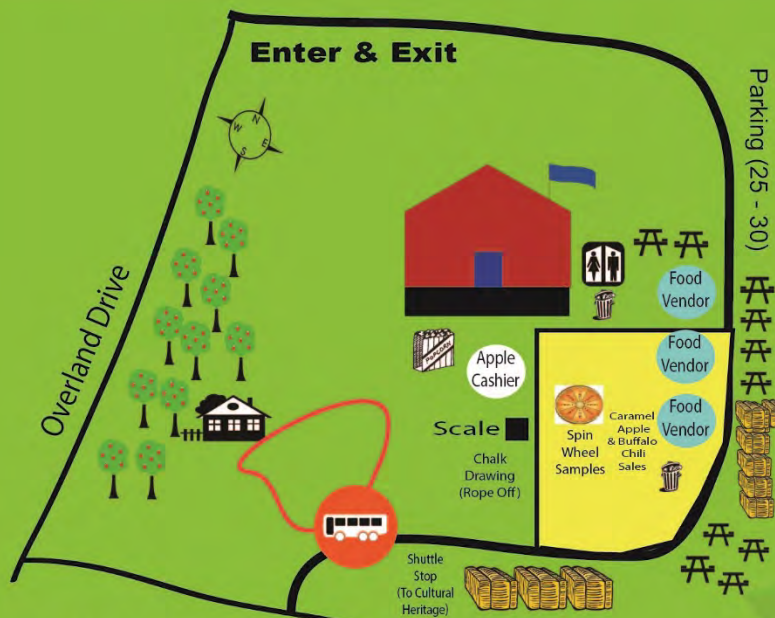 Enter & Exit
N
W
E
S
Parking (25 - 30)
Overland Drive
Food
Vendor
Food
Vendor
Food
Vendor
POPCORN
Apple
Cashier
Scale
Chalk
Drawing
(Rope Off)
Spin
Wheel
Samples
Caramel
Apple
& Buffalo
Chili
Sales
Shuttle
Stop
(To Cultural
Heritage)